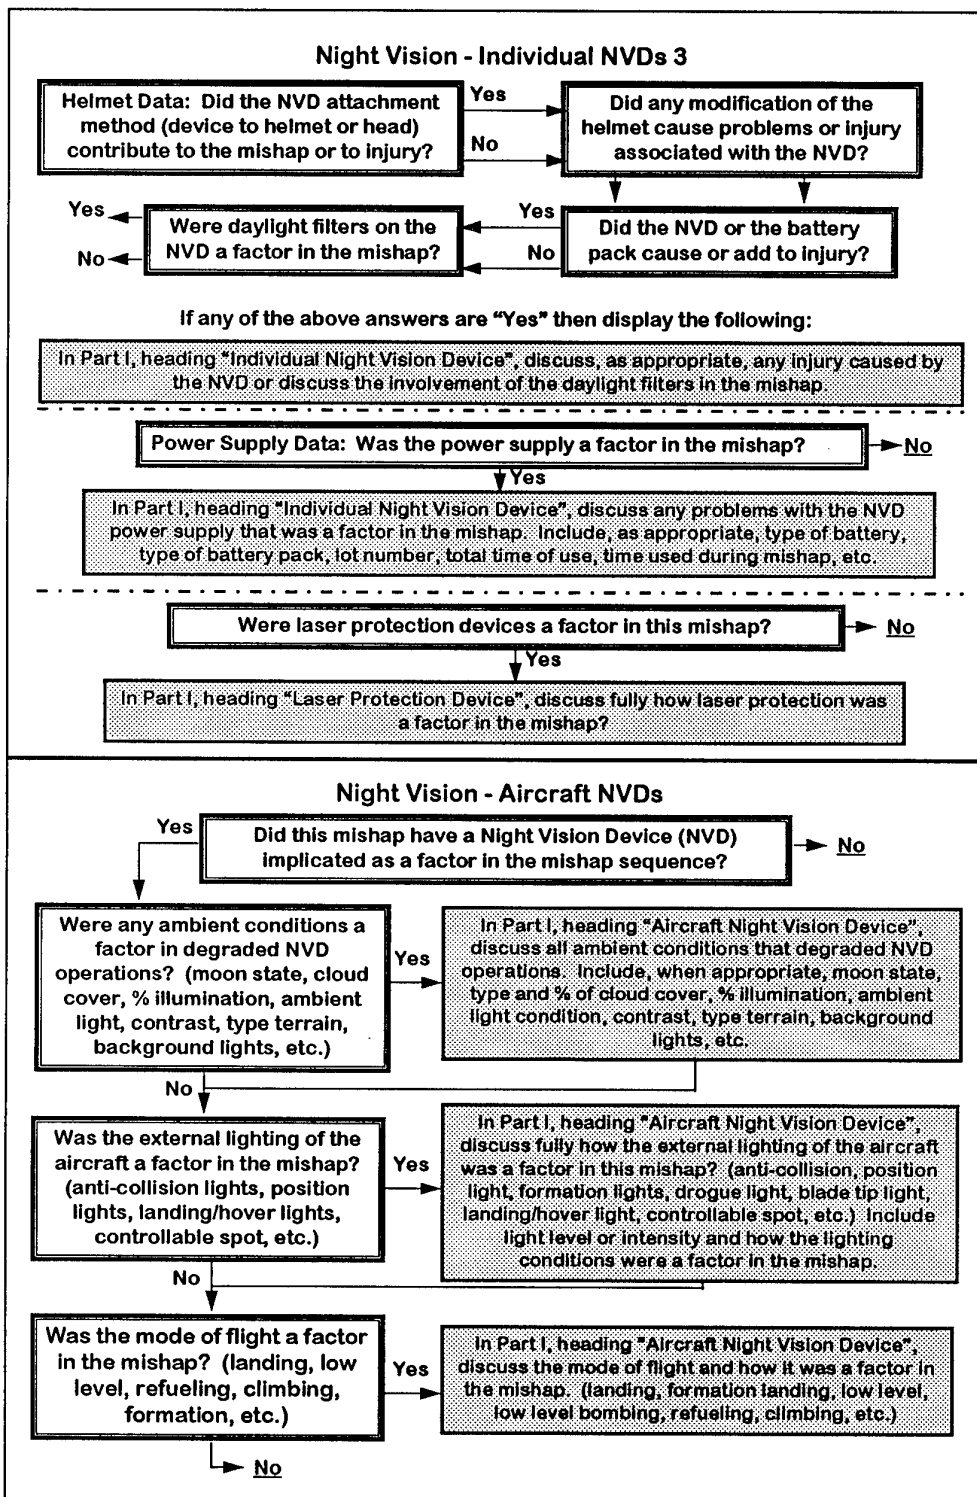 Night Vision - Individual NVDs 3
Helmet Data: Did the NVD attachment
method (device to helmet or head)
contribute to the mishap or to injury?
Yes
No
Did any modification of the
helmet cause problems or injury
associated with the NVD?
Yes
No
Were daylight filters on the
NVD a factor in the mishap?
Yes
No
Did the NVD or the battery
pack cause or add to injury?
If any of the above answers are "Yes" then display the following:
In Part I, heading "Individual Night Vision Device", discuss, as appropriate, any injury caused by
the NVD or discuss the involvement of the daylight filters in the mishap.
Power Supply Data: Was the power supply a factor in the mishap?
No
Yes
In Part I, heading "Individual Night Vision Device", discuss any problems with the NVD
power supply that was a factor in the mishap. Include, as appropriate, type of battery,
type of battery pack, lot number, total time of use, time used during mishap, etc.
Were laser protection devices a factor in this mishap?
No
Yes
In Part I, heading "Laser Protection Device", discuss fully how laser protection was
a factor in the mishap?
Night Vision - Aircraft NVDs
Yes
Did this mishap have a Night Vision Device (NVD)
implicated as a factor in the mishap sequence?
No
Were any ambient conditions a
factor in degraded NVD
operations? (moon state, cloud
cover, % illumination, ambient
light, contrast, type terrain,
background lights, etc.)
Yes
In Part I, heading "Aircraft Night Vision Device",
discuss all ambient conditions that degraded NVD
operations. Include, when appropriate, moon state,
type and % of cloud cover, % illumination, ambient
light condition, contrast, type terrain, background
lights, etc.
No
Was the external lighting of the
aircraft a factor in the mishap?
(anti-collision lights, position
lights, landing/hover lights,
controllable spot, etc.)
Yes
In Part I, heading "Aircraft Night Vision Device",
discuss fully how the external lighting of the aircraft
was a factor in this mishap? (anti-collision, position
light, formation lights, drogue light, blade tip light,
landing/hover light, controllable spot, etc.) Include
light level or intensity and how the lighting
conditions were a factor in the mishap.
No
Was the mode of flight a factor
in the mishap? (landing, low
level, refueling, climbing,
formation, etc.)
Yes
In Part I, heading "Aircraft Night Vision Device",
discuss the mode of flight and how it was a factor in
the mishap. (landing, formation landing, low level,
low level bombing, refueling, climbing, etc.)
No